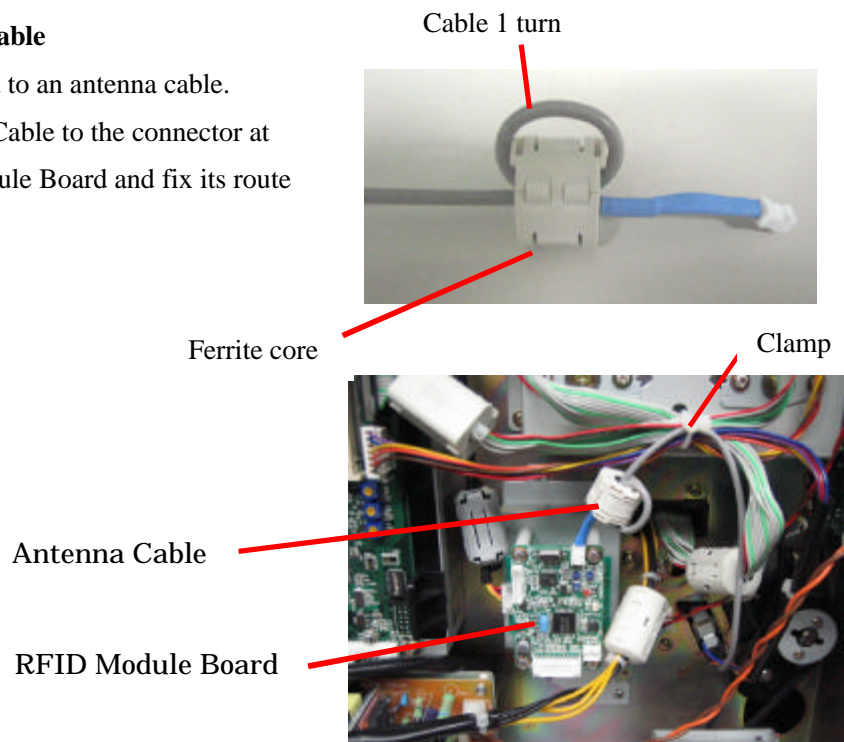 able
Cable 1 turn
to an antenna cable.
Cable to the connector at
ule Board and fix its route
Ferrite core
Clamp
Antenna Cable
RFID Module Board